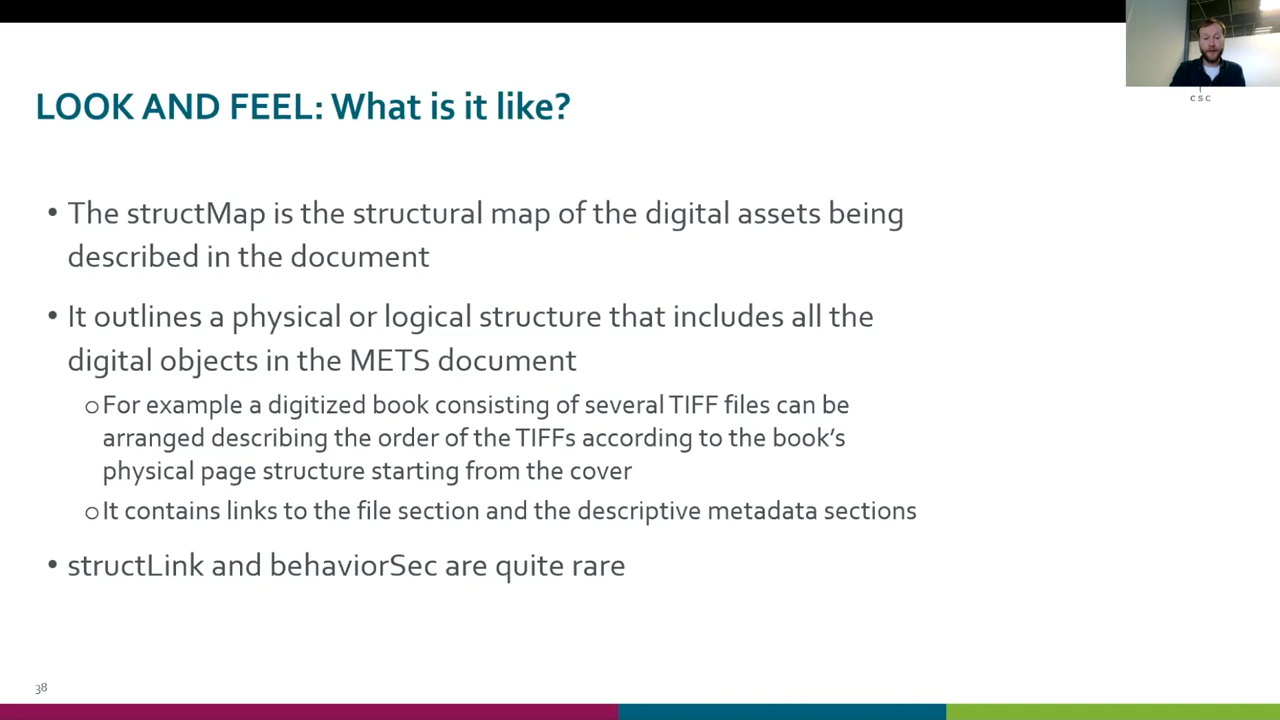 csc
LOOK AND FEEL: What is it like?
• The structMap is the structural map of the digital assets being
described in the document
• It outlines a physical or logical structure that includes all the
digital objects in the METS document
o For example a digitized book consisting of several TIFF files can be
arranged describing the order of the TIFFs according to the book’s
physical page structure starting from the cover
o It contains links to the file section and the descriptive metadata sections
• structLink and behaviorSec are quite rare
38